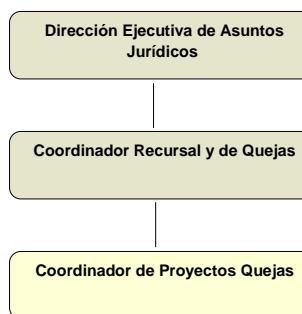 Dirección Ejecutiva de Asuntos
Jurídicos
Coordinador Recursal y de Quejas
Coordinador de Proyectos Quejas